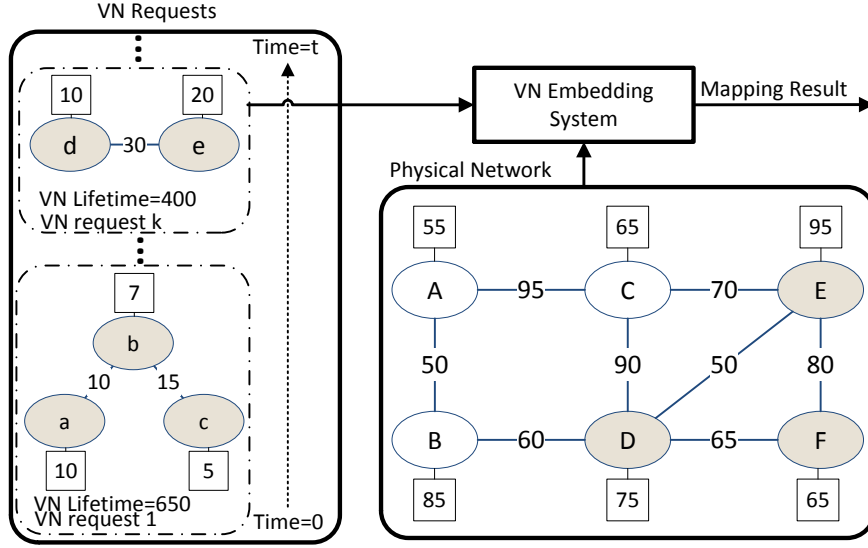 VN Requests
Time=t
10
20
d
30
e
VN Lifetime=400
VN request k
7
b
10
15
a
c
10
5
VN Lifetime=650
VN request 1
Time=0
VN Embedding
System
Mapping Result
Physical Network
55
65
95
A
95
C
70
E
50
90
50
80
B
60
D
65
F
85
75
65